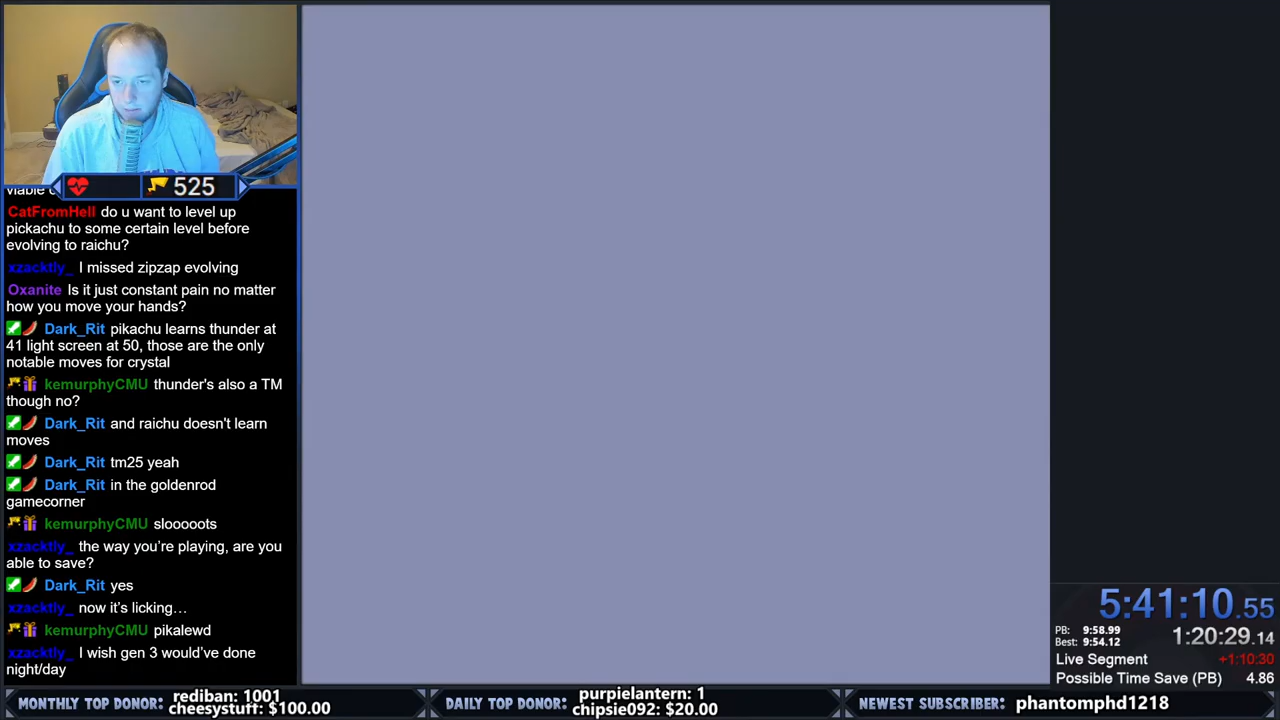 525
CatFromHell do u want to level up
pickachu to some certain level before
evolving to raichu?
xzacktly_ I missed zipzap evolving
Oxanite Is it just constant pain no matter
how you move your hands?
Dark_Rit pikachu learns thunder at
41 light screen at 50, those are the only
notable moves for crystal
kemurphyCMU thunder's also a TM
though no?
Dark_Rit and raichu doesn't learn
moves
Dark_Rit tm25 yeah
Dark_Rit in the goldenrod
gamecorner
kemurphyCMU slooooots
xzacktly_ the way you're playing, are you
able to save?
Dark_Rit yes
xzacktly_ now it's licking…
kemurphyCMU pikalewd
xzacktly_ I wish gen 3 would've done
night/day
5:41:10.55
PB: 9:58.99
Best: 9:54.12
1:20:29.14
Live Segment +1:10:30
Possible Time Save (PB) 4.86
MONTHLY TOP DONOR: rediban: 1001
cheesystuff: $100.00
DAILY TOP DONOR: purpielantern: 1
chipsie092: $20.00
NEWEST SUBSCRIBER: phantomphd1218